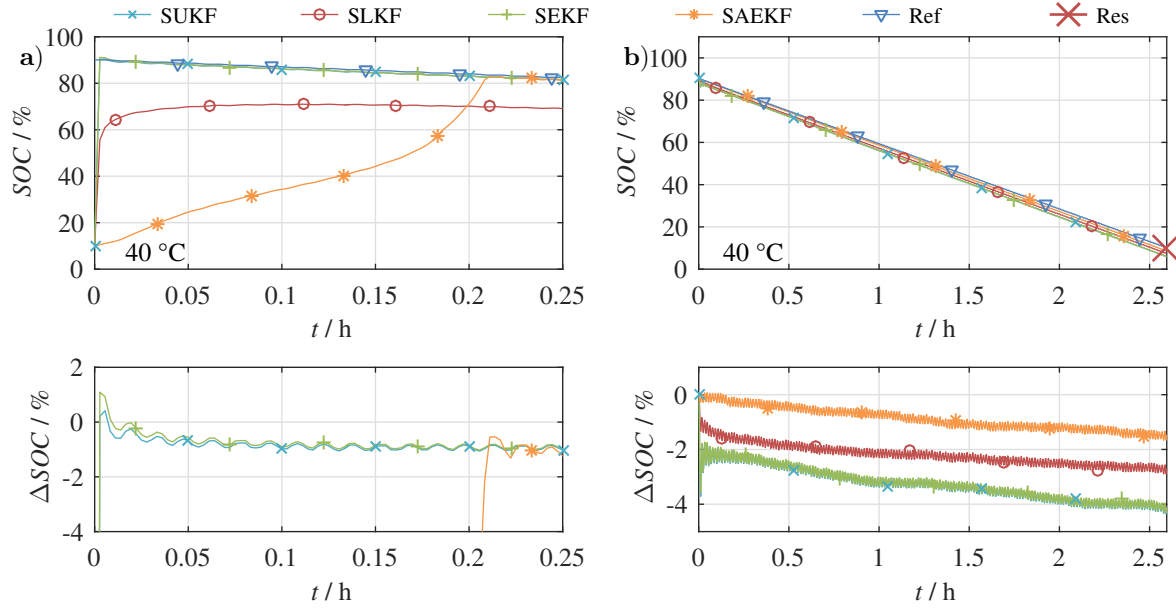 SUKF SLKF SEKF SAEKF Ref Res
a)
SOC / %
100
80
60
40
20
0
40 °C
0 0.05 0.1 0.15 0.2 0.25
t / h
b)
SOC / %
100
80
60
40
20
0
40 °C
0 0.5 1 1.5 2 2.5
t / h
ΔSOC / %
2
0
-2
-4
0 0.05 0.1 0.15 0.2 0.25
t / h
ΔSOC / %
0
-2
-4
0 0.5 1 1.5 2 2.5
t / h